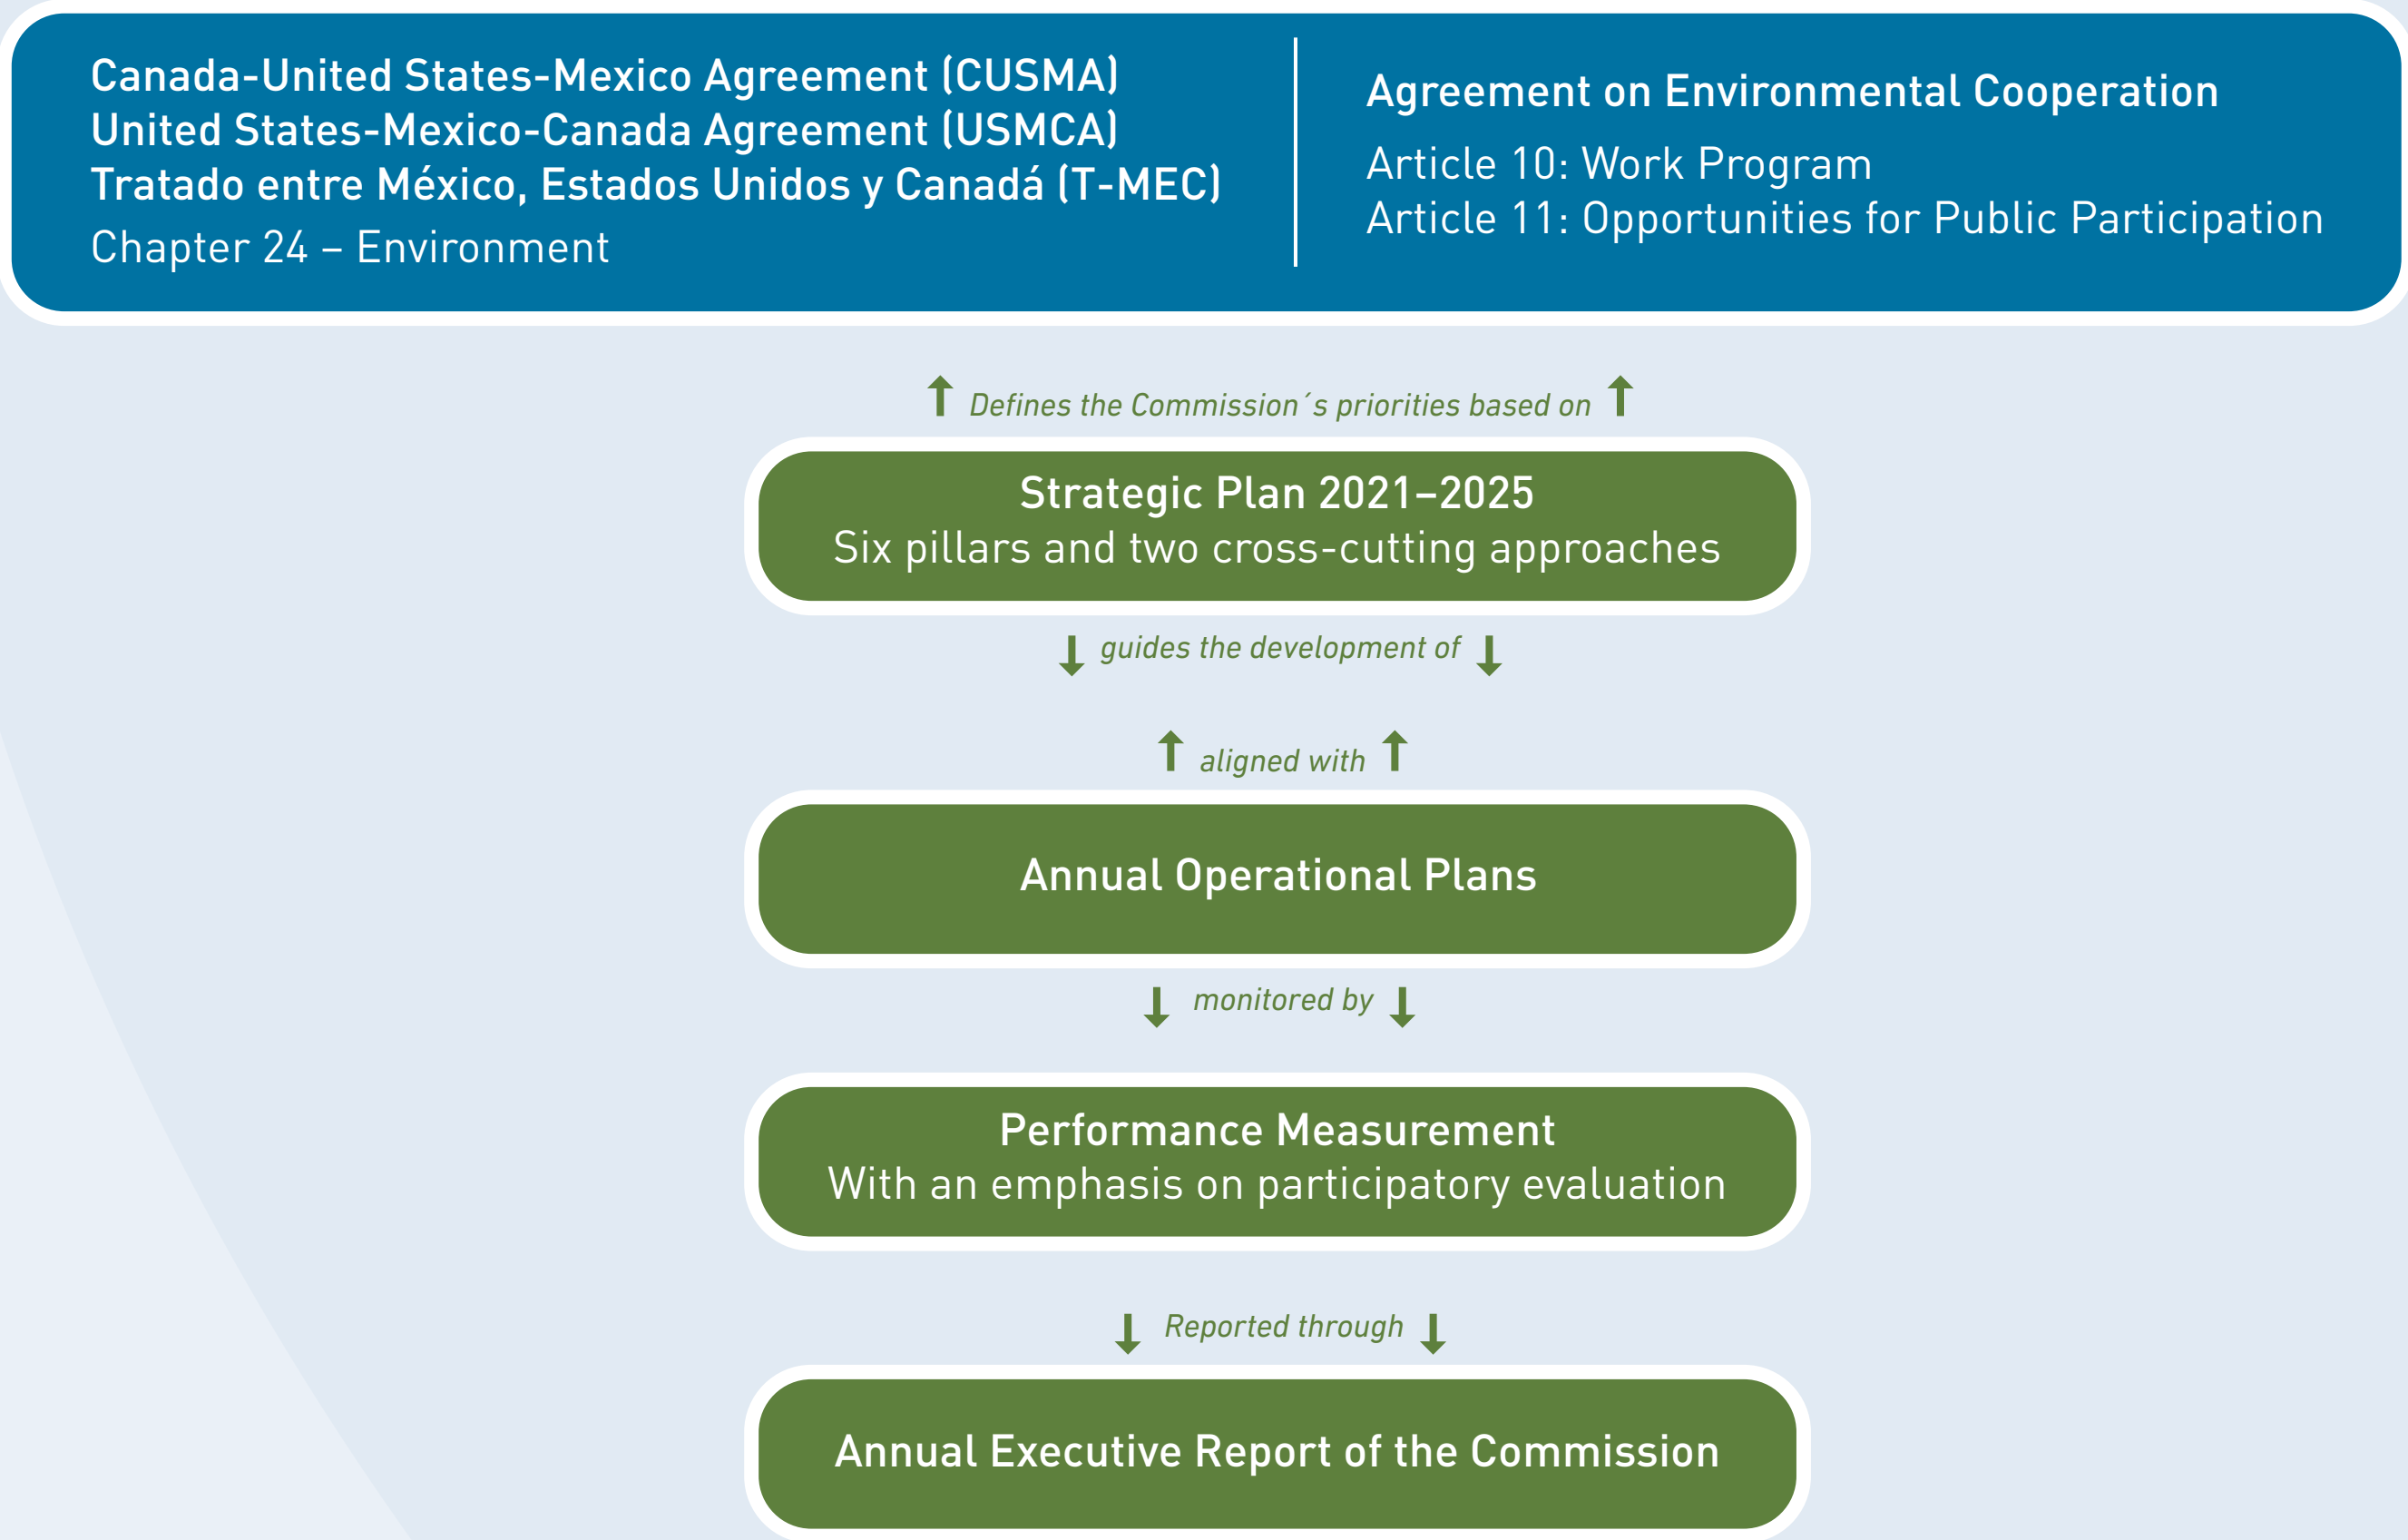 Canada-United States-Mexico Agreement (CUSMA)
United States-Mexico-Canada Agreement (USMCA)
Tratado entre México, Estados Unidos y Canadá (T-MEC)
Chapter 24 – Environment
Agreement on Environmental Cooperation
Article 10: Work Program
Article 11: Opportunities for Public Participation
Defines the Commission´s priorities based on
Strategic Plan 2021–2025
Six pillars and two cross-cutting approaches
guides the development of
aligned with
Annual Operational Plans
monitored by
Performance Measurement
With an emphasis on participatory evaluation
Reported through
Annual Executive Report of the Commission